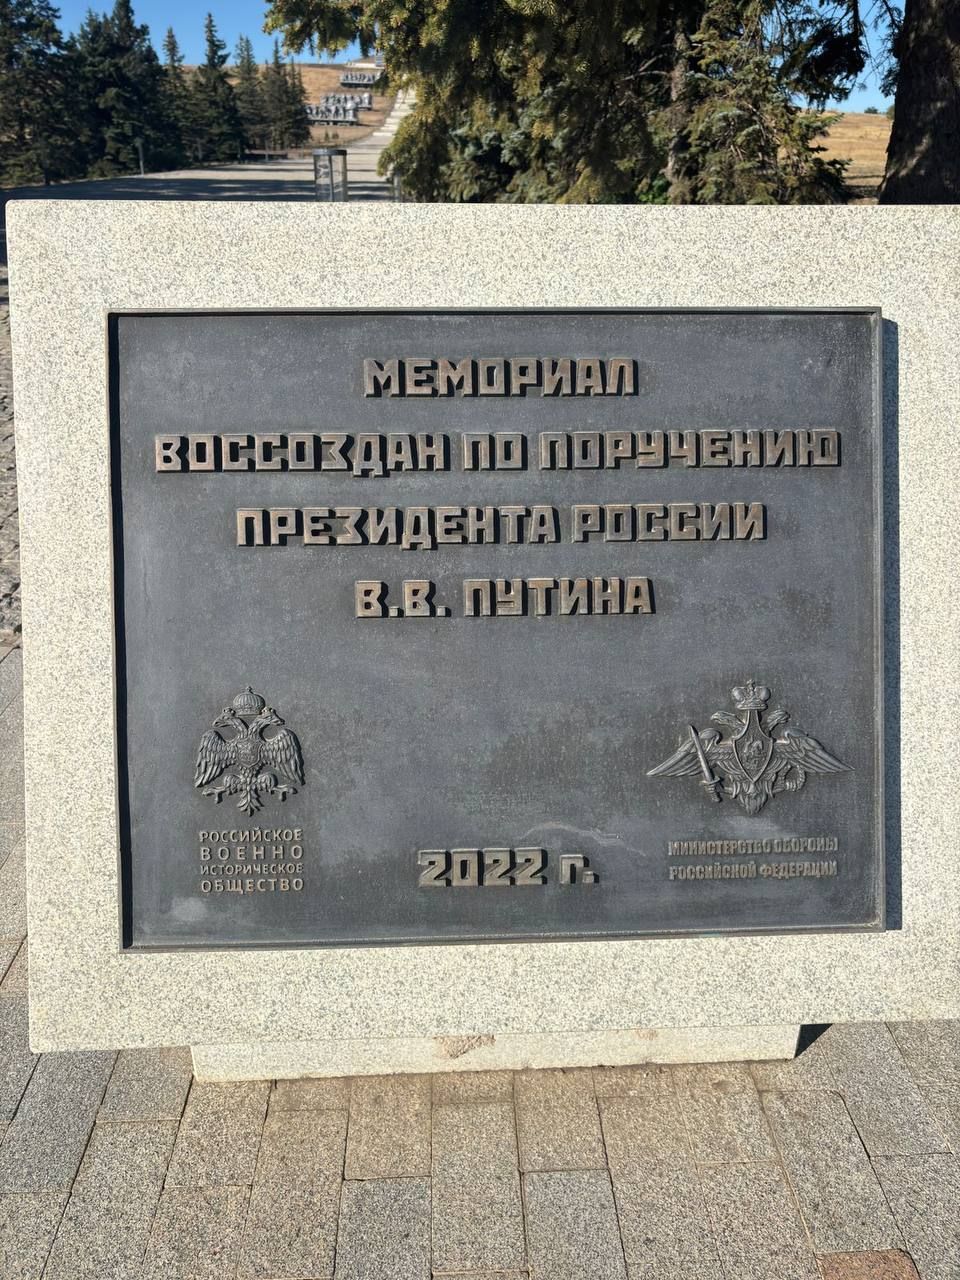 МЕМОРИАЛ
ВОССОЗДАН ПО ПОРУЧЕНИЮ
ПРЕЗИДЕНТА РОССИИ
В.В. ПУТИНА
РОССИЙСКОЕ
ВОЕННО
ИСТОРИЧЕСКОЕ
ОБЩЕСТВО
2022 г.
МИНИСТЕРСТВО ОБОРОНЫ
РОССИЙСКОЙ ФЕДЕРАЦИИ